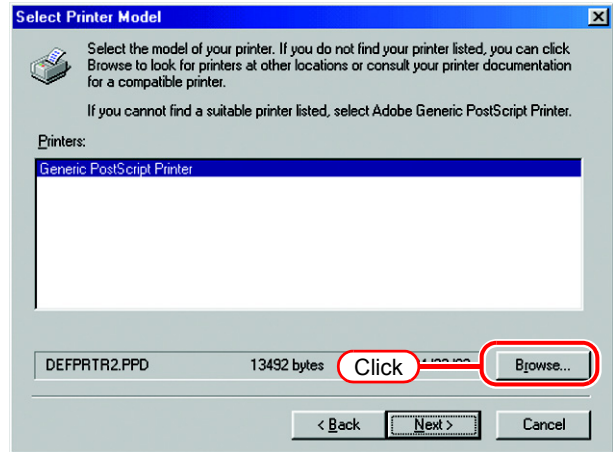 Select Printer Model
Select the model of your printer. If you do not find your printer listed, you can click
Browse to look for printers at other locations or consult your printer documentation
for a compatible printer.
If you cannot find a suitable printer listed, select Adobe Generic PostScript Printer.
Printers:
Generic PostScript Printer
DEFPRTR2.PPD 13492 bytes Click Browse...
< Back Next > Cancel